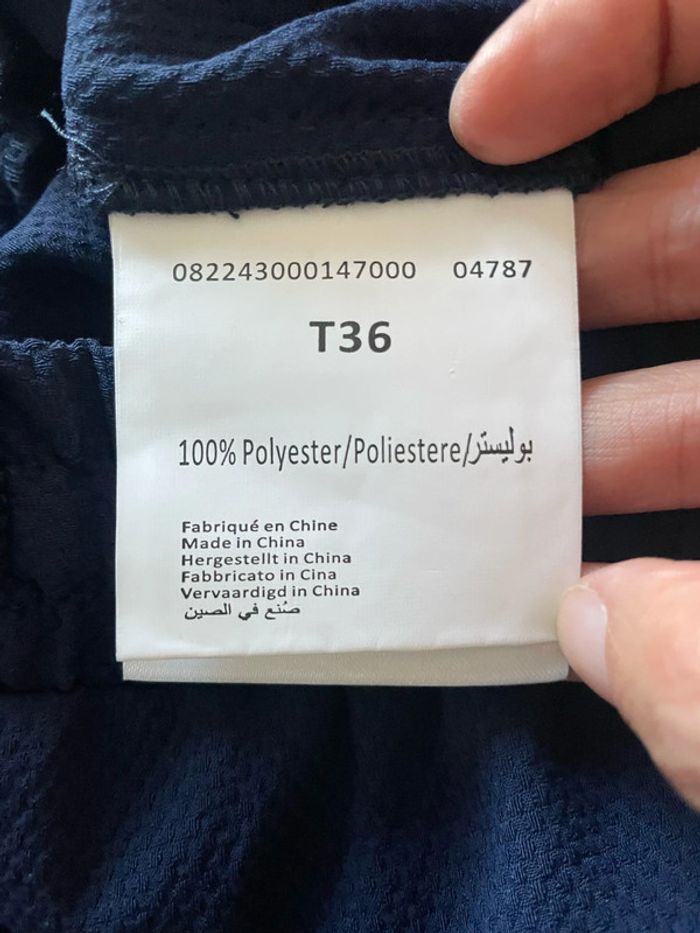 082243000147000 04787
T36
100% Polyester/Poliestere/بوليستر
Fabriqué en Chine
Made in China
Hergestellt in China
Fabbricato in Cina
Vervaardigd in China
صُنع في الصين